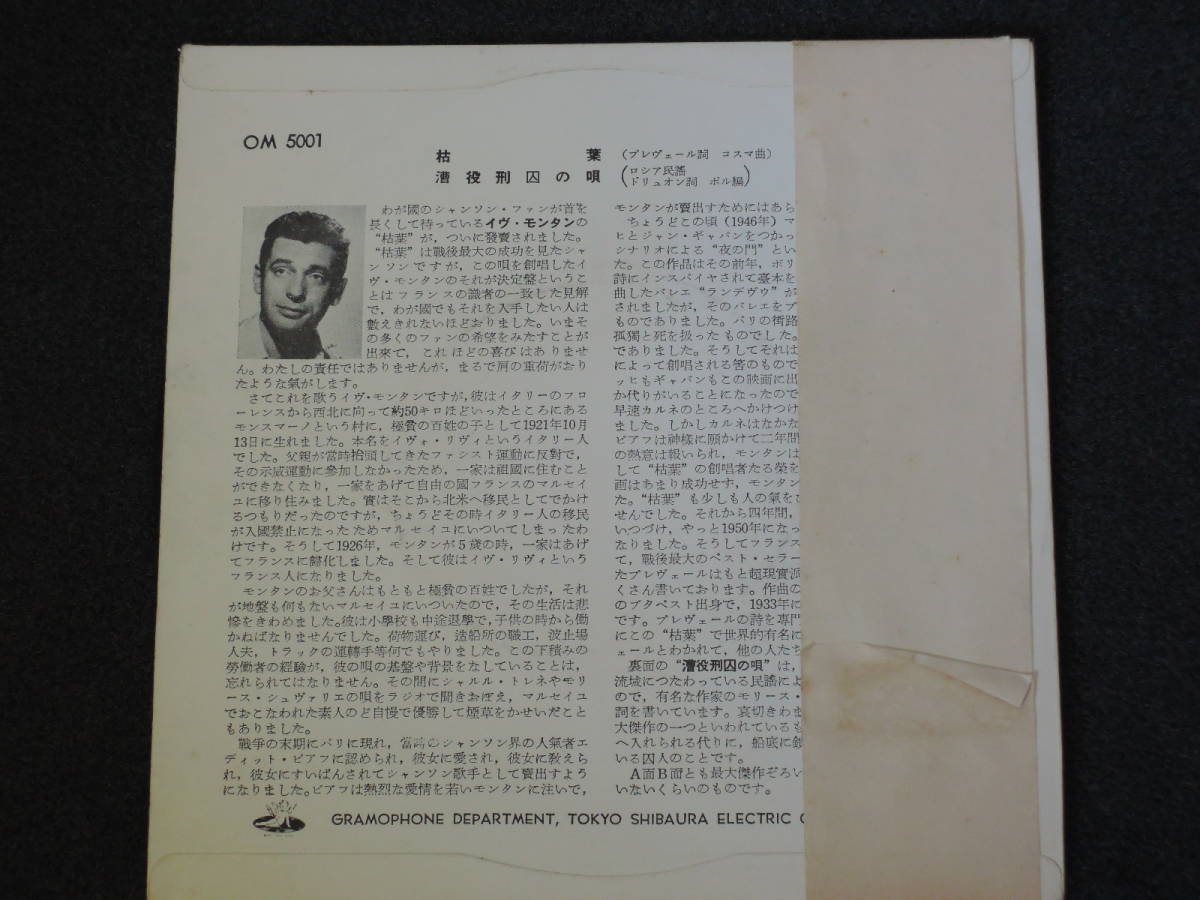 OM 5001
枯葉 (プレヴェール詞 コスマ曲)
漕役刑囚の唄 (ロシア民謡 ドリュオン詞 ボル編)
わが國のシャンソン・ファンが首を
長くして待っているイヴ・モンタンの
“枯葉”が，ついに發賣されました。
“枯葉”は戰後最大の成功を見たシャ
ンソンですが，この唄を創唱したイ
ヴ・モンタンのそれが決定盤というこ
とはフランスの識者の一致した見解
で，わが國でもそれを入手したい人は
數えきれないほどおりました。いまそ
の多くのファンの希望をみたすことが
出來て，これほどの喜びはありませ
ん。わたしの責任ではありませんが，まるで肩の重荷がおり
たような氣がします。
さてこれを歌うイヴ・モンタンですが，彼はイタリーのフロ
ーレンスから西北に向って約50キロほどいったところにある
モンスマーノという村に，極貧の百姓の子として1921年10月
13日に生れました。本名をイヴォ・リヴィというイタリー人
でした。父親が當時抬頭してきたファシスト運動に反對で，
その示威運動に參加しなかったため，一家は祖國に住むこと
ができなくなり，一家をあげて自由の國フランスのマルセイ
ユに移り住みました。實はそこから北米へ移民としてでかけ
るつもりだったのですが，ちょうどその時イタリー人の移民
が入國禁止になったためマルセイユにいついてしまったわ
けです。そうして1926年，モンタンが5歳の時，一家はあげ
てフランスに歸化しました。そして彼はイヴ・リヴィという
フランス人になりました。
モンタンのお父さんはもともと極貧の百姓でしたが，それ
が地盤も何もないマルセイユにいついたので，その生活は悲
慘をきわめました。彼は小學校も中途退學で，子供の時から働
かねばなりませんでした。荷物運び，造船所の職工，波止場
人夫，トラックの運轉手等何でもやりました。この下積みの
勞働者の經驗が，彼の唄の基盤や背景をなしていることは，
忘れられてはなりません。その間にシャルル・トレネやモリ
ース・シュヴァリエの唄をラジオで聞きおぼえ，マルセイユ
でおこなわれた素人のど自慢で優勝して煙草をかせいだこと
もありました。
戰爭の末期にパリに現れ，當時のシャンソン界の人氣者エ
ディット・ピアフに認められ，彼女に愛され，彼女に敎えら
れ，彼女にすいばんされてシャンソン歌手として賣出すよう
になりました。ピアフは熱烈な愛情を若いモンタンに注いで，
モンタンが賣出すためにはあら
ちょうどこの頃（1946年）マ
ヒとジャン・ギャバンをつかっ
シナリオによる“夜の門”とい
た。この作品はその前年，ボリ
詩にインスパイヤされて臺本を
曲したバレエ“ランデヴゥ”が
されましたが，そのバレエをブ
ものでありました。パリの街路
孤獨と死を扱ったものでした。
でありました。そうしてそれは
によって創唱される筈のもので
ッヒもギャバンもこの映画に出
か代りがいることになったので
早速カルネのところへかけつけ
ました。しかしカルネはなかな
ピアフは神樣に願かけて二年間
の熱意は報いられ，モンタンは
して“枯葉”の創唱者たる榮を
画はあまり成功せず，モンタン
た。“枯葉”も少しも人の氣をひ
せんでした。それから四年間，
いつづけ，やっと1950年になっ
なりました。そうしてフランス
て，戰後最大のベスト・セラー
たプレヴェールはもと超現實派
くさん書いております。作曲の
のブタペスト出身で，1933年に
です。プレヴェールの詩を專門
にこの“枯葉”で世界的有名に
ェールとわかれて，他の人たち
裏面の“漕役刑囚の唄”は，
流域につたわっている民謠によ
ので，有名な作家のモリース・
詞を書いています。哀切きわま
大傑作の一つといわれているも
へ入れられる代りに，船底に鎖
いる囚人のことです。
A面B面とも最大傑作ぞろい
いないくらいのものです。
GRAMOPHONE DEPARTMENT, TOKYO SHIBAURA ELECTRIC